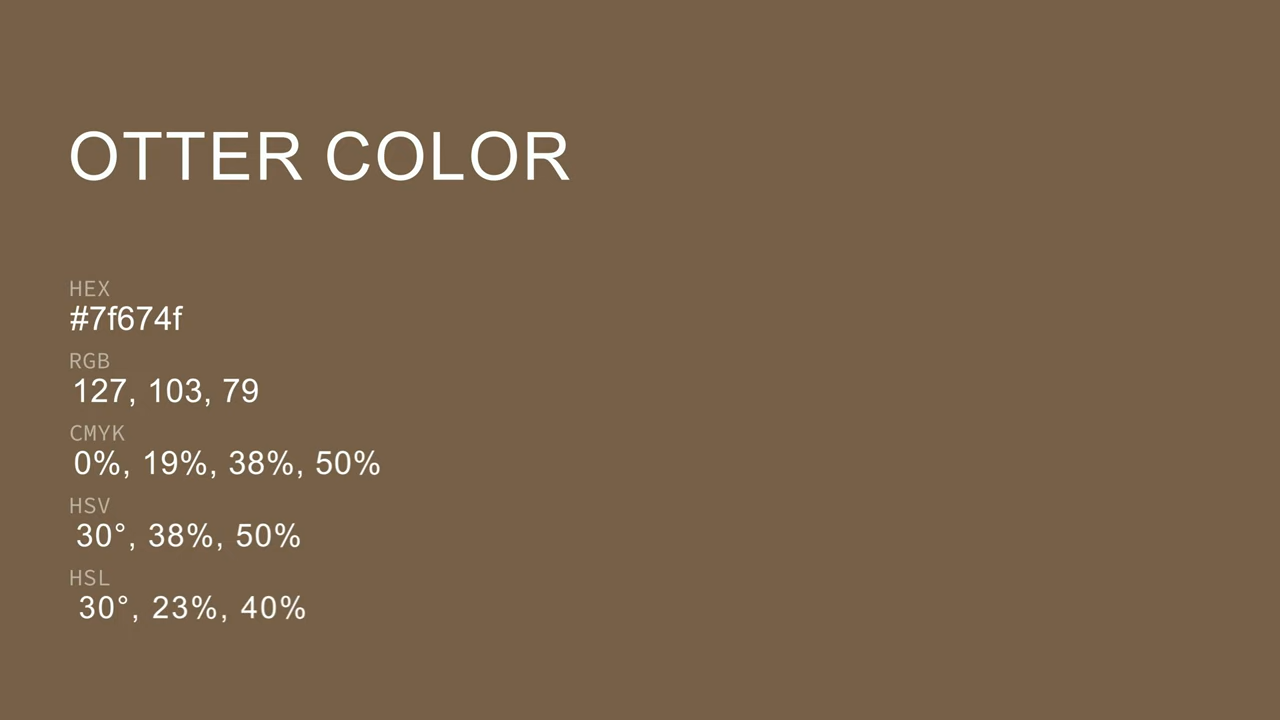 OTTER COLOR
HEX
#7f674f
RGB
127, 103, 79
CMYK
0%, 19%, 38%, 50%
HSV
30°, 38%, 50%
HSL
30°, 23%, 40%